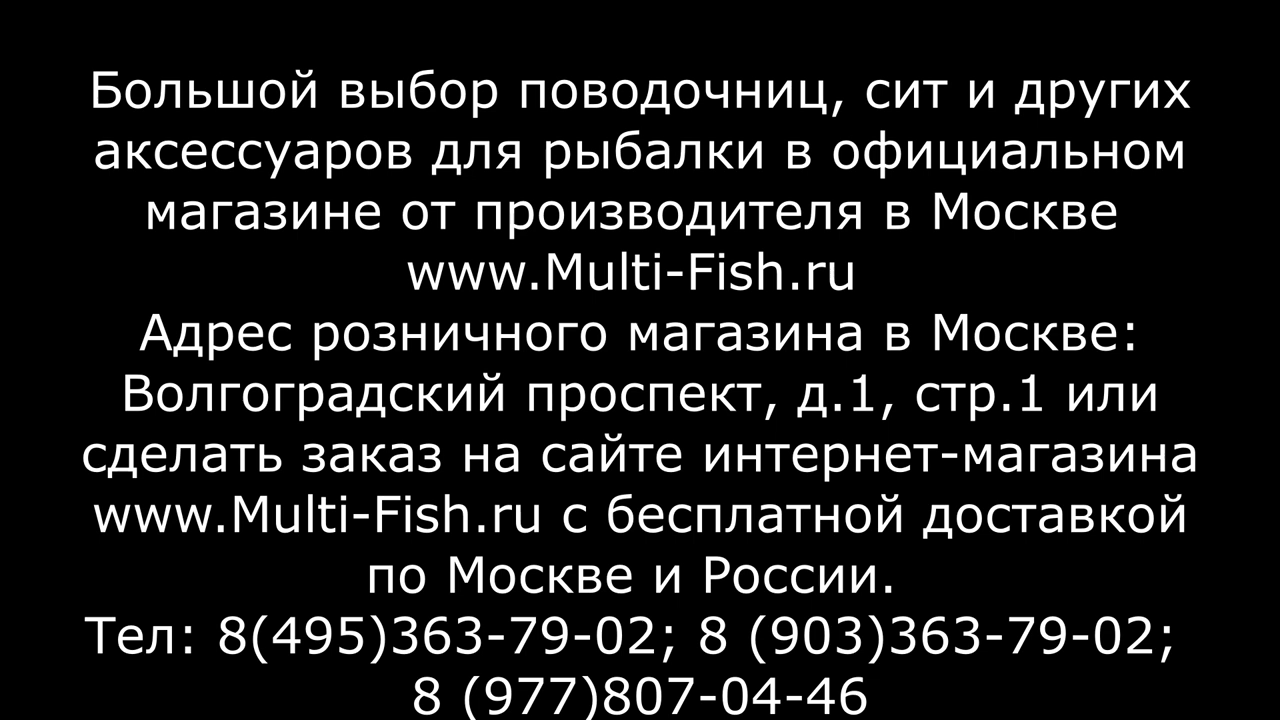 Большой выбор поводочниц, сит и других
аксессуаров для рыбалки в официальном
магазине от производителя в Москве
www.Multi-Fish.ru
Адрес розничного магазина в Москве:
Волгоградский проспект, д.1, стр.1 или
сделать заказ на сайте интернет-магазина
www.Multi-Fish.ru с бесплатной доставкой
по Москве и России.
Тел: 8(495)363-79-02; 8 (903)363-79-02;
8 (977)807-04-46